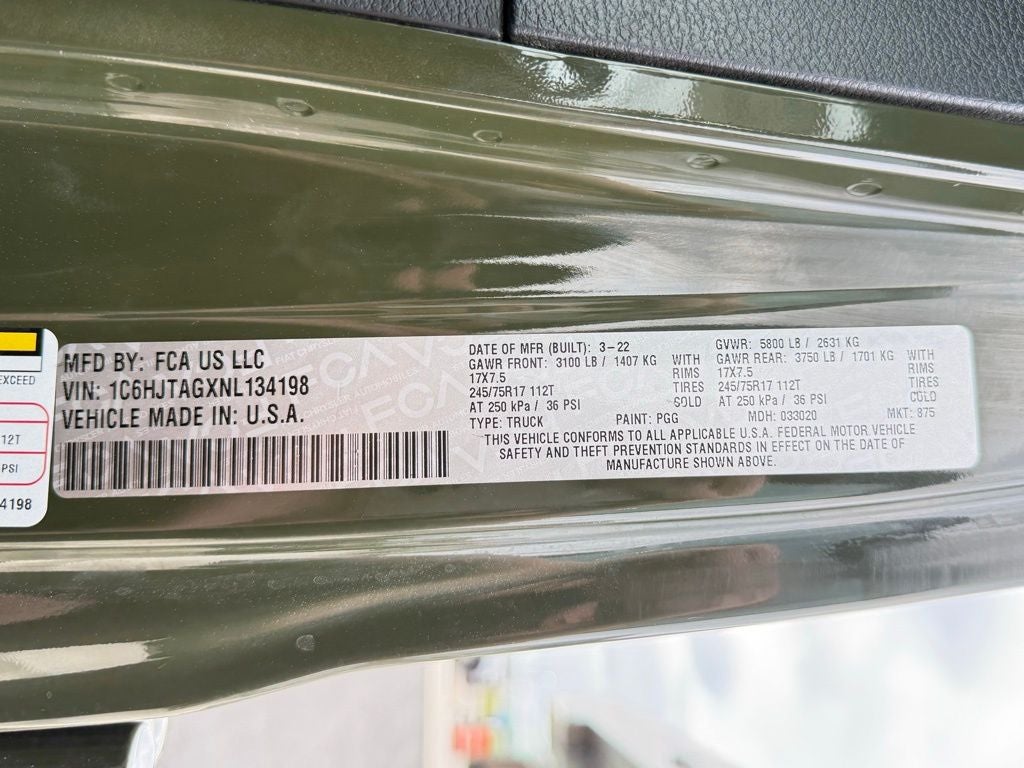 EXCEED
12T
PSI
4198
MFD BY: FCA US LLC
VIN: 1C6HJTAGXNL134198
VEHICLE MADE IN: U.S.A.
DATE OF MFR (BUILT): 3-22 GVWR: 5800 LB / 2631 KG
GAWR FRONT: 3100 LB / 1407 KG WITH GAWR REAR: 3750 LB / 1701 KG WITH
17X7.5 RIMS 17X7.5 RIMS
245/75R17 112T TIRES 245/75R17 112T TIRES
AT 250 kPa / 36 PSI COLD AT 250 kPa / 36 PSI COLD
TYPE: TRUCK PAINT: PGG MDH: 033020 MKT: 875
THIS VEHICLE CONFORMS TO ALL APPLICABLE U.S.A. FEDERAL MOTOR VEHICLE
SAFETY AND THEFT PREVENTION STANDARDS IN EFFECT ON THE DATE OF
MANUFACTURE SHOWN ABOVE.